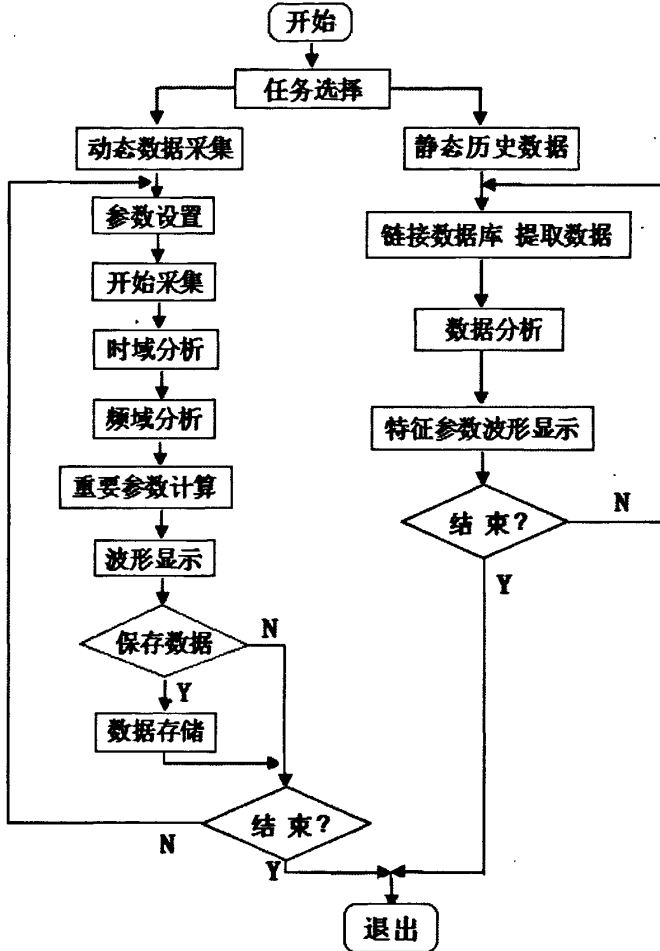 开始
任务选择
动态数据采集
静态历史数据
参数设置
链接数据库 提取数据
开始采集
数据分析
时域分析
频域分析
特征参数波形显示
重要参数计算
结 束?
N
波形显示
Y
保存数据
N
Y
数据存储
结 束?
N
Y
退出